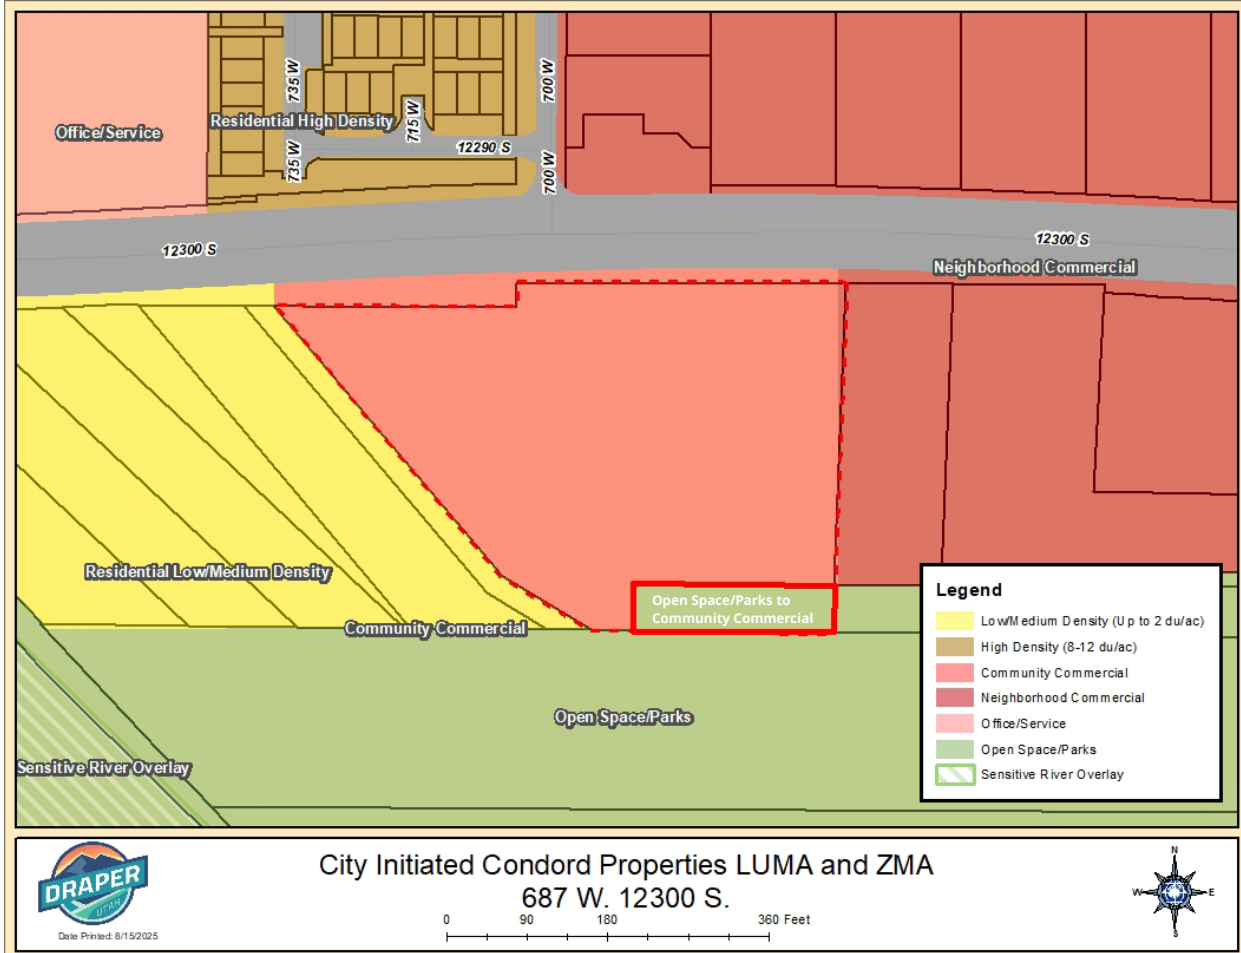 735 W
700 W
Office/Service
Residential High Density
715 W
12290 S
735 W
700 W
12300 S
12300 S
Neighborhood Commercial
Residential Low/Medium Density
Open Space/Parks to
Community Commercial
Community Commercial
Open Space/Parks
Sensitive River Overlay
Legend
Low/Medium Density (Up to 2 du/ac)
High Density (8-12 du/ac)
Community Commercial
Neighborhood Commercial
Office/Service
Open Space/Parks
Sensitive River Overlay
DRAPER
UTAH
Date Printed: 8/15/2025
City Initiated Condord Properties LUMA and ZMA
687 W. 12300 S.
0 90 180 360 Feet
N
W E
S